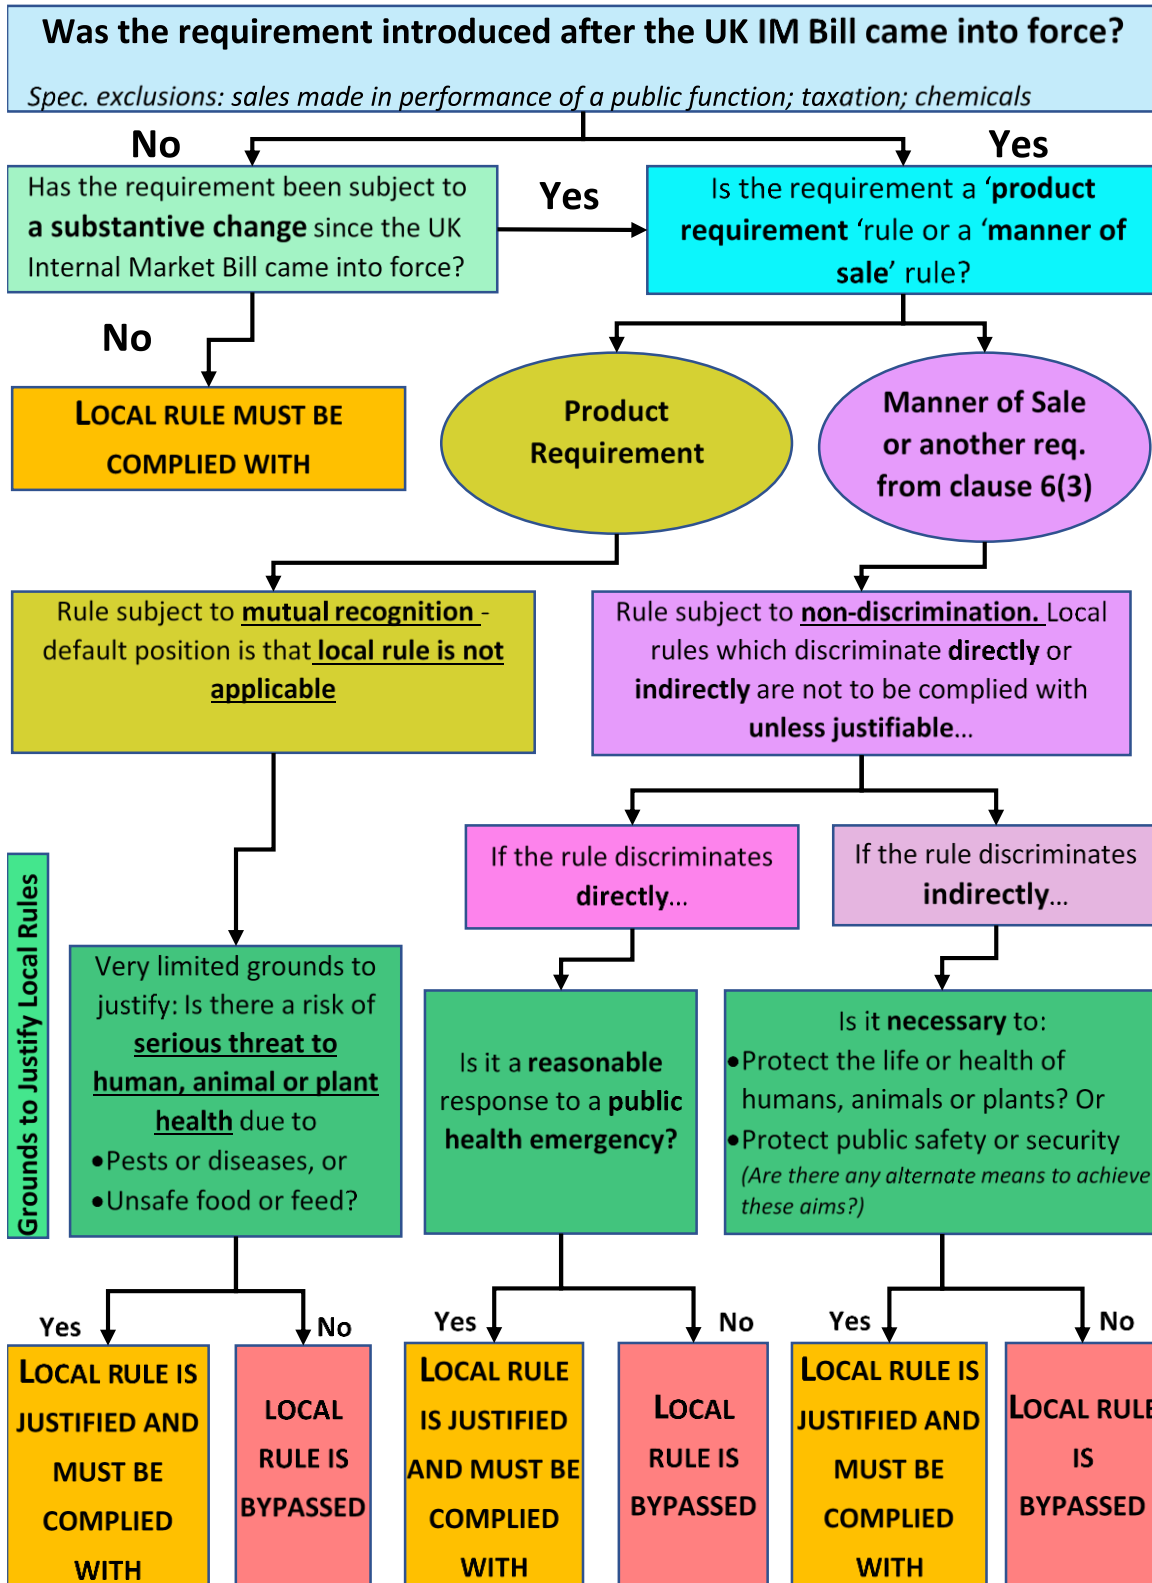 Was the requirement introduced after the UK IM Bill came into force?
Spec. exclusions: sales made in performance of a public function; taxation; chemicals
No
Yes
Has the requirement been subject to
a substantive change since the UK
Internal Market Bill came into force?
Yes
Is the requirement a ‘product
requirement ‘rule or a ‘manner of
sale’ rule?
No
LOCAL RULE MUST BE
COMPLIED WITH
Product
Requirement
Manner of Sale
or another req.
from clause 6(3)
Rule subject to mutual recognition -
default position is that local rule is not
applicable
Rule subject to non-discrimination. Local
rules which discriminate directly or
indirectly are not to be complied with
unless justifiable...
If the rule discriminates
directly...
If the rule discriminates
indirectly...
Grounds to Justify Local Rules
Very limited grounds to
justify: Is there a risk of
serious threat to
human, animal or plant
health due to
•Pests or diseases, or
•Unsafe food or feed?
Is it a reasonable
response to a public
health emergency?
Is it necessary to:
•Protect the life or health of
humans, animals or plants? Or
•Protect public safety or security
(Are there any alternate means to achieve
these aims?)
Yes
No
Yes
No
Yes
No
LOCAL RULE IS
JUSTIFIED AND
MUST BE
COMPLIED
WITH
LOCAL
RULE IS
BYPASSED
LOCAL RULE
IS JUSTIFIED
AND MUST BE
COMPLIED
WITH
LOCAL
RULE IS
BYPASSED
LOCAL RULE IS
JUSTIFIED AND
MUST BE
COMPLIED
WITH
LOCAL RULE
IS
BYPASSED